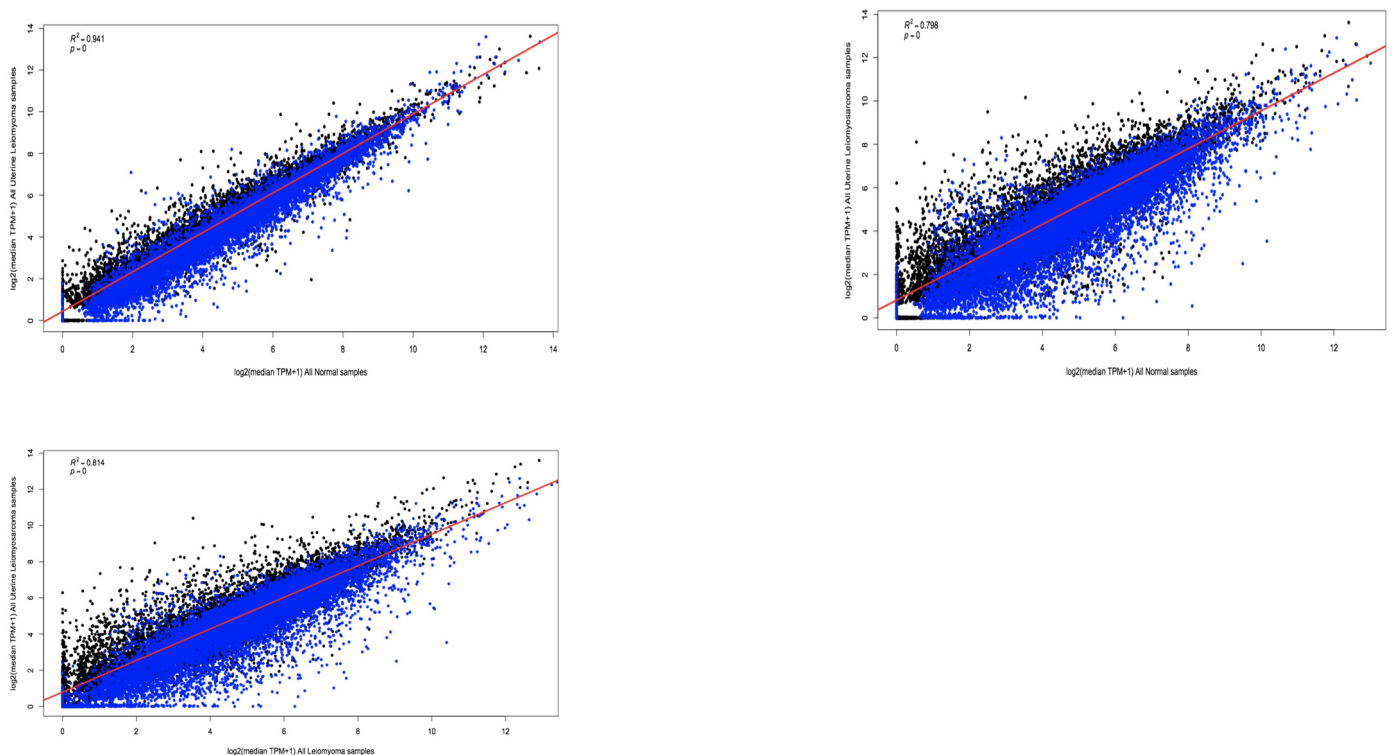 R² = 0.941
p = 0
log2(median TPM+1) All Uterine Leiomyoma samples
14
12
10
8
6
4
2
0
0 2 4 6 8 10 12 14
log2(median TPM+1) All Normal samples
R² = 0.798
p = 0
log2(median TPM+1) All Uterine Leiomyosarcoma samples
14
12
10
8
6
4
2
0
0 2 4 6 8 10 12
log2(median TPM+1) All Normal samples
R² = 0.814
p = 0
log2(median TPM+1) All Uterine Leiomyosarcoma samples
14
12
10
8
6
4
2
0
0 2 4 6 8 10 12
log2(median TPM+1) All Leiomyoma samples